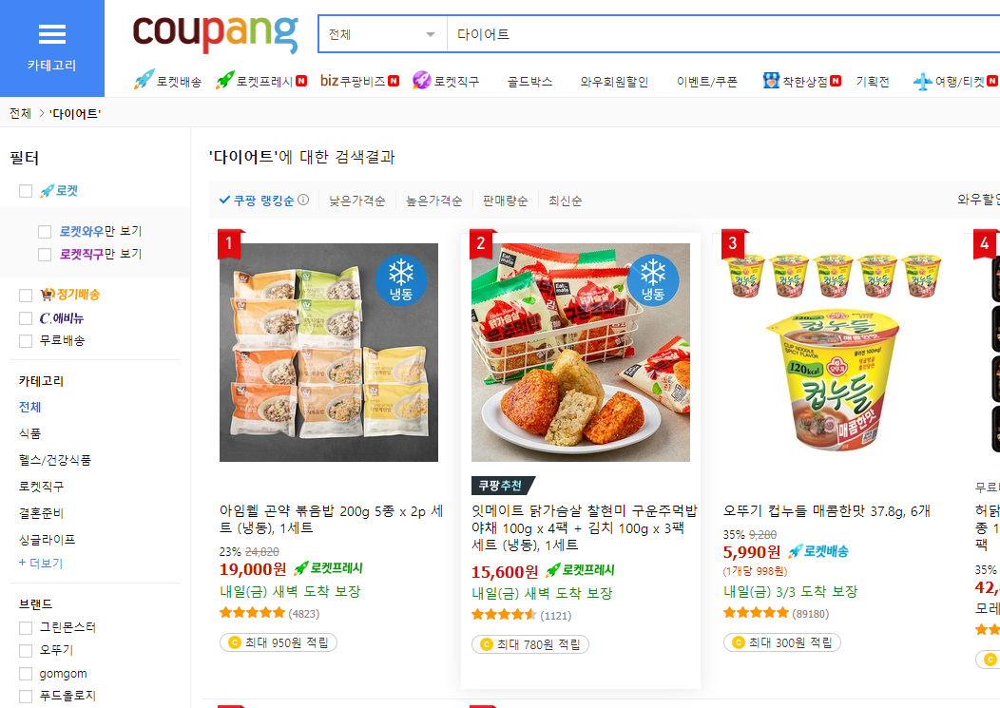 카테고리
coupang
전체
다이어트
로켓배송
로켓프레시 N
biz 쿠팡비즈 N
로켓직구
골드박스
와우회원할인
이벤트/쿠폰
착한상점 N
기획전
여행/티켓 N
전체 > '다이어트'
필터
로켓
로켓와우만 보기
로켓직구만 보기
정기배송
C.애비뉴
무료배송
카테고리
전체
식품
헬스/건강식품
로켓직구
결혼준비
싱글라이프
+ 더보기
브랜드
그린몬스터
오뚜기
gomgom
푸드올로지
'다이어트'에 대한 검색결과
쿠팡 랭킹순
낮은가격순
높은가격순
판매량순
최신순
와우할인
1
냉동
아임웰 곤약 볶음밥 200g 5종 x 2p 세
트 (냉동), 1세트
23% 24,820
19,000원 로켓프레시
내일(금) 새벽 도착 보장
(4823)
C 최대 950원 적립
2
냉동
Eat mate
닭가슴살
쿠팡추천
잇메이트 닭가슴살 찰현미 구운주먹밥
야채 100g x 4팩 + 김치 100g x 3팩
세트 (냉동), 1세트
15,600원 로켓프레시
내일(금) 새벽 도착 보장
(1121)
C 최대 780원 적립
3
컵누들
매콤한맛
CUP NOODLE
SPICY FLAVOR
120kcal
오뚜기
컵누들
매콤한맛
오뚜기 컵누들 매콤한맛 37.8g, 6개
35% 9,280
5,990원 로켓배송
(1개당 998원)
내일(금) 3/3 도착 보장
(89180)
C 최대 300원 적립
4
무료
허닭
종 1
팩
35%
42,
모레
C